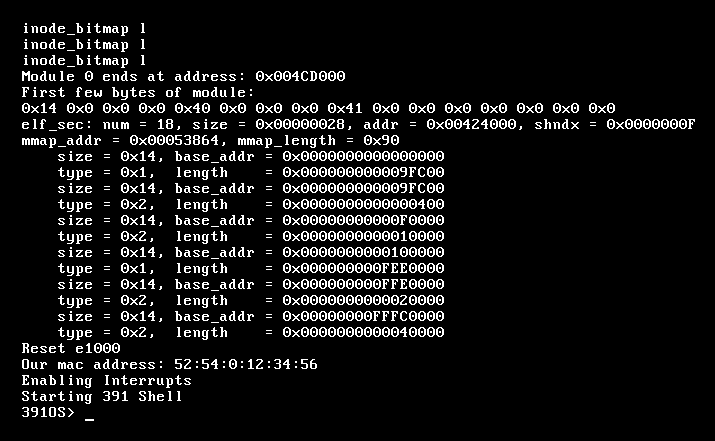 inode_bitmap l
inode_bitmap l
inode_bitmap l
Module 0 ends at address: 0x004CD000
First few bytes of module:
0x14 0x0 0x0 0x0 0x40 0x0 0x0 0x0 0x41 0x0 0x0 0x0 0x0 0x0 0x0 0x0
elf_sec: num = 18, size = 0x00000028, addr = 0x00424000, shndx = 0x0000000F
mmap_addr = 0x00053864, mmap_length = 0x90
    size = 0x14, base_addr = 0x0000000000000000
    type = 0x1,  length    = 0x000000000009FC00
    size = 0x14, base_addr = 0x000000000009FC00
    type = 0x2,  length    = 0x0000000000000400
    size = 0x14, base_addr = 0x00000000000F0000
    type = 0x2,  length    = 0x0000000000010000
    size = 0x14, base_addr = 0x0000000000100000
    type = 0x1,  length    = 0x000000000FEE0000
    size = 0x14, base_addr = 0x000000000FFE0000
    type = 0x2,  length    = 0x0000000000020000
    size = 0x14, base_addr = 0x00000000FFFC0000
    type = 0x2,  length    = 0x0000000000040000
Reset e1000
Our mac address: 52:54:0:12:34:56
Enabling Interrupts
Starting 391 Shell
391OS> _